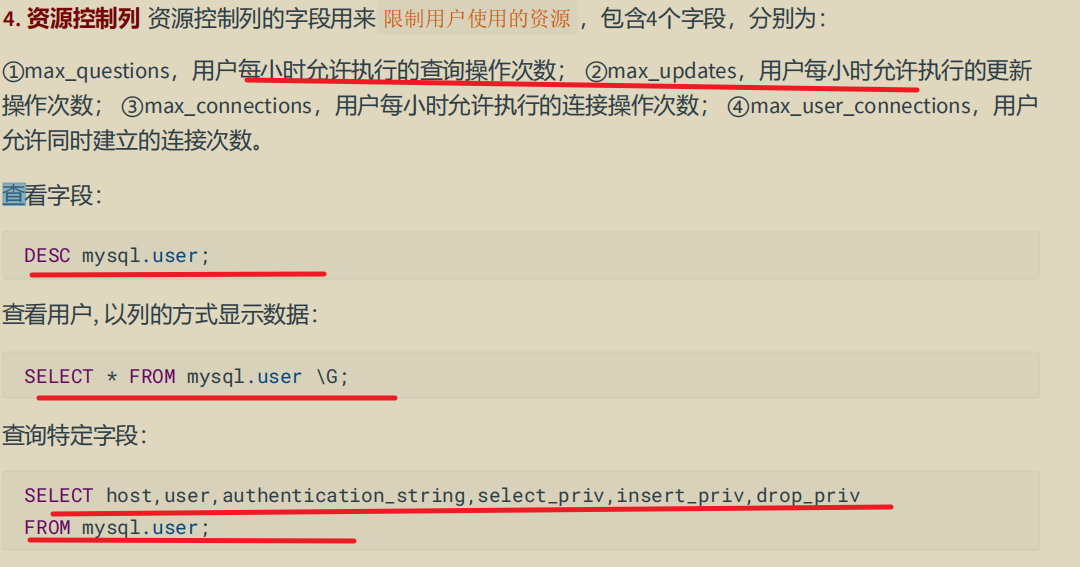 4. 资源控制列 资源控制列的字段用来 限制用户使用的资源 ，包含4个字段，分别为：
①max_questions，用户每小时允许执行的查询操作次数； ②max_updates，用户每小时允许执行的更新
操作次数； ③max_connections，用户每小时允许执行的连接操作次数； ④max_user_connections，用户
允许同时建立的连接次数。
查看字段：
DESC mysql.user;
查看用户, 以列的方式显示数据：
SELECT * FROM mysql.user \G;
查询特定字段：
SELECT host,user,authentication_string,select_priv,insert_priv,drop_priv
FROM mysql.user;